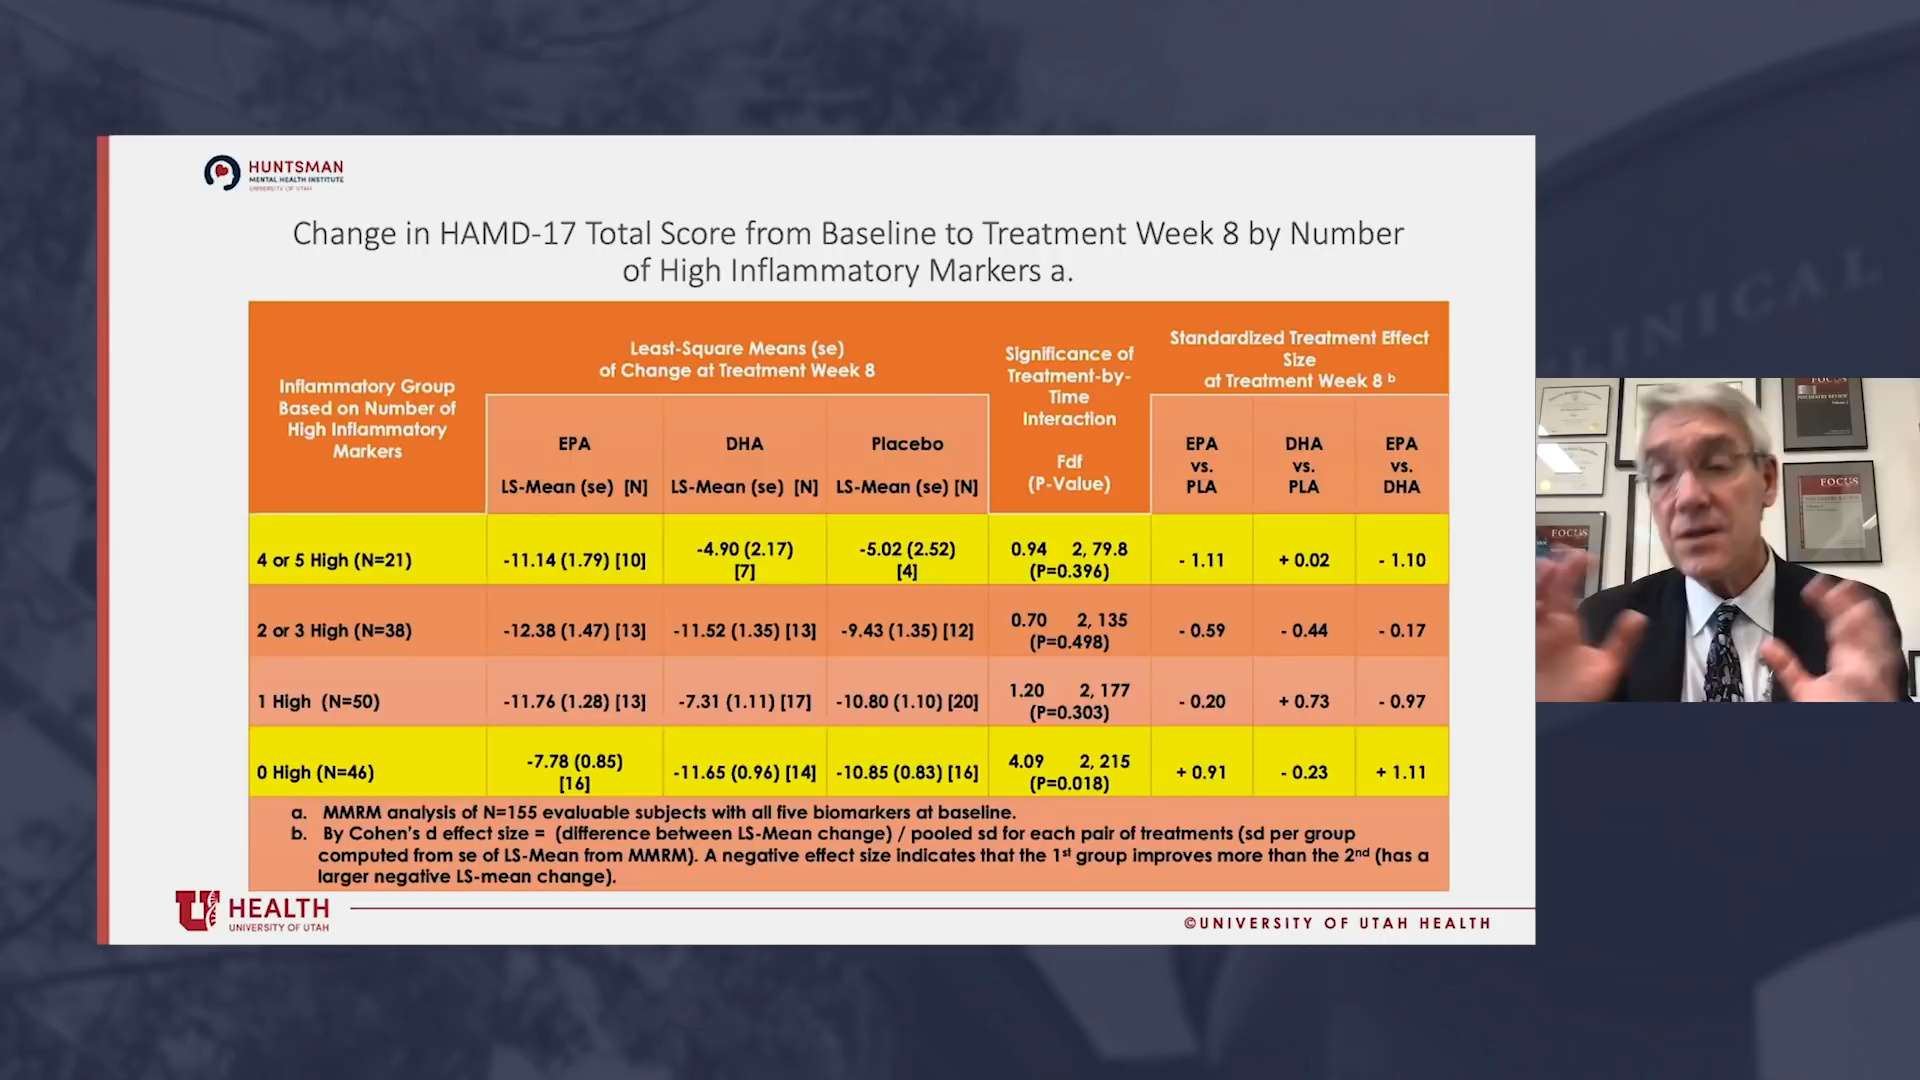 HUNTSMAN
MENTAL HEALTH INSTITUTE
UNIVERSITY OF UTAH
Change in HAMD-17 Total Score from Baseline to Treatment Week 8 by Number
of High Inflammatory Markers a.
Inflammatory Group
Based on Number of
High Inflammatory
Markers
Least-Square Means (se)
of Change at Treatment Week 8
Significance of
Treatment-by-
Time
Interaction
Fdf
(P-Value)
Standardized Treatment Effect
Size
at Treatment Week 8 b
EPA
LS-Mean (se) [N]
DHA
LS-Mean (se) [N]
Placebo
LS-Mean (se) [N]
EPA
vs.
PLA
DHA
vs.
PLA
EPA
vs.
DHA
4 or 5 High (N=21)
-11.14 (1.79) [10]
-4.90 (2.17)
[7]
-5.02 (2.52)
[4]
0.94 2, 79.8
(P=0.396)
- 1.11
+ 0.02
- 1.10
2 or 3 High (N=38)
-12.38 (1.47) [13]
-11.52 (1.35) [13]
-9.43 (1.35) [12]
0.70 2, 135
(P=0.498)
- 0.59
- 0.44
- 0.17
1 High (N=50)
-11.76 (1.28) [13]
-7.31 (1.11) [17]
-10.80 (1.10) [20]
1.20 2, 177
(P=0.303)
- 0.20
+ 0.73
- 0.97
0 High (N=46)
-7.78 (0.85)
[16]
-11.65 (0.96) [14]
-10.85 (0.83) [16]
4.09 2, 215
(P=0.018)
+ 0.91
- 0.23
+ 1.11
a. MMRM analysis of N=155 evaluable subjects with all five biomarkers at baseline.
b. By Cohen's d effect size = (difference between LS-Mean change) / pooled sd for each pair of treatments (sd per group
computed from se of LS-Mean from MMRM). A negative effect size indicates that the 1st group improves more than the 2nd (has a
larger negative LS-mean change).
U HEALTH
UNIVERSITY OF UTAH
©UNIVERSITY OF UTAH HEALTH
CLINICAL
FOCUS
PSYCHIATRY REVIEW
FOCUS
FOCUS